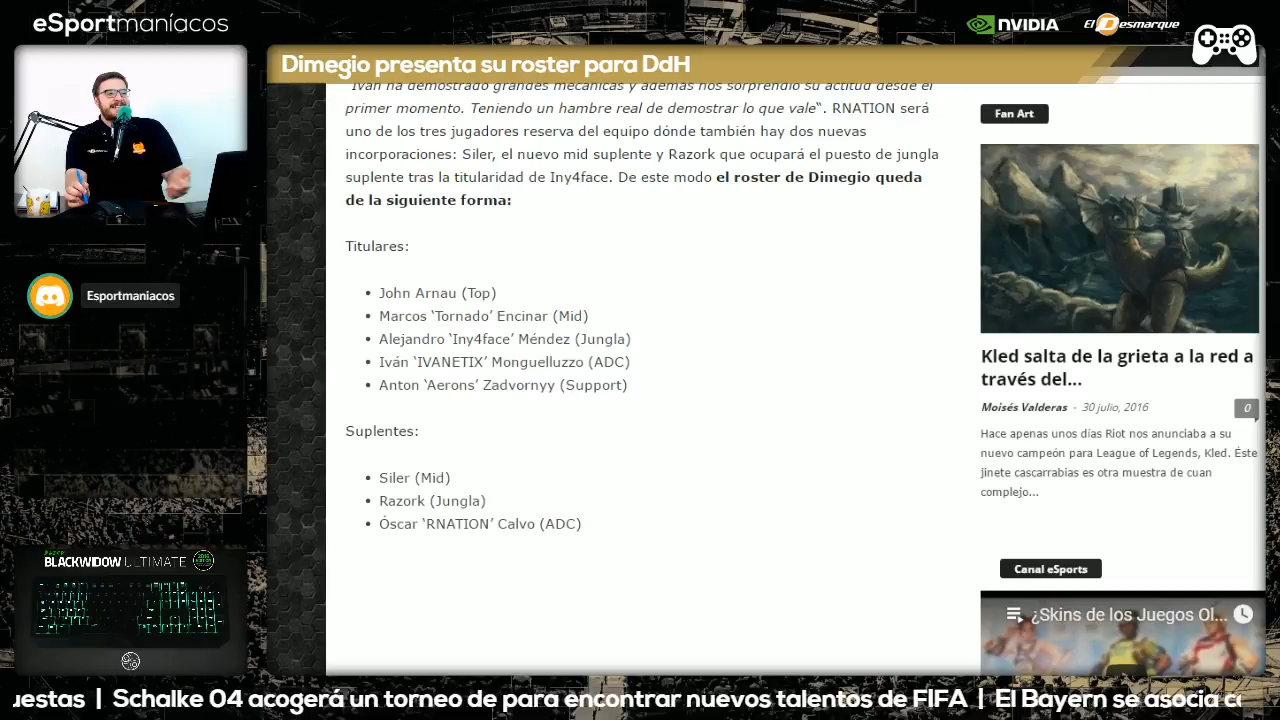 eSportmaníacos
NVIDIA
El Desmarque
Dimegio presenta su roster para DdH
"Iván ha demostrado grandes mecánicas y además nos sorprendió su actitud desde el
primer momento. Teniendo un hambre real de demostrar lo que vale“. RNATION será
uno de los tres jugadores reserva del equipo dónde también hay dos nuevas
incorporaciones: Siler, el nuevo mid suplente y Razork que ocupará el puesto de jungla
suplente tras la titularidad de Iny4face. De este modo el roster de Dimegio queda
de la siguiente forma:
Titulares:
• John Arnau (Top)
• Marcos ‘Tornado’ Encinar (Mid)
• Alejandro ‘Iny4face’ Méndez (Jungla)
• Iván ‘IVANETIX’ Monguelluzzo (ADC)
• Anton ‘Aerons’ Zadvornyy (Support)
Suplentes:
• Siler (Mid)
• Razork (Jungla)
• Óscar ‘RNATION’ Calvo (ADC)
Fan Art
Kled salta de la grieta a la red a
través del...
Moisés Valderas - 30 julio, 2016
0
Hace apenas unos días Riot nos anunciaba a su
nuevo campeón para League of Legends, Kled. Éste
jinete cascarrabias es otra muestra de cuan
complejo...
Canal eSports
¿Skins de los Juegos Ol...
Esportmaniacos
RAZER
BLACKWIDOW ULTIMATE
uestas | Schalke 04 acogerá un torneo de para encontrar nuevos talentos de FIFA | El Bayern se asocia c